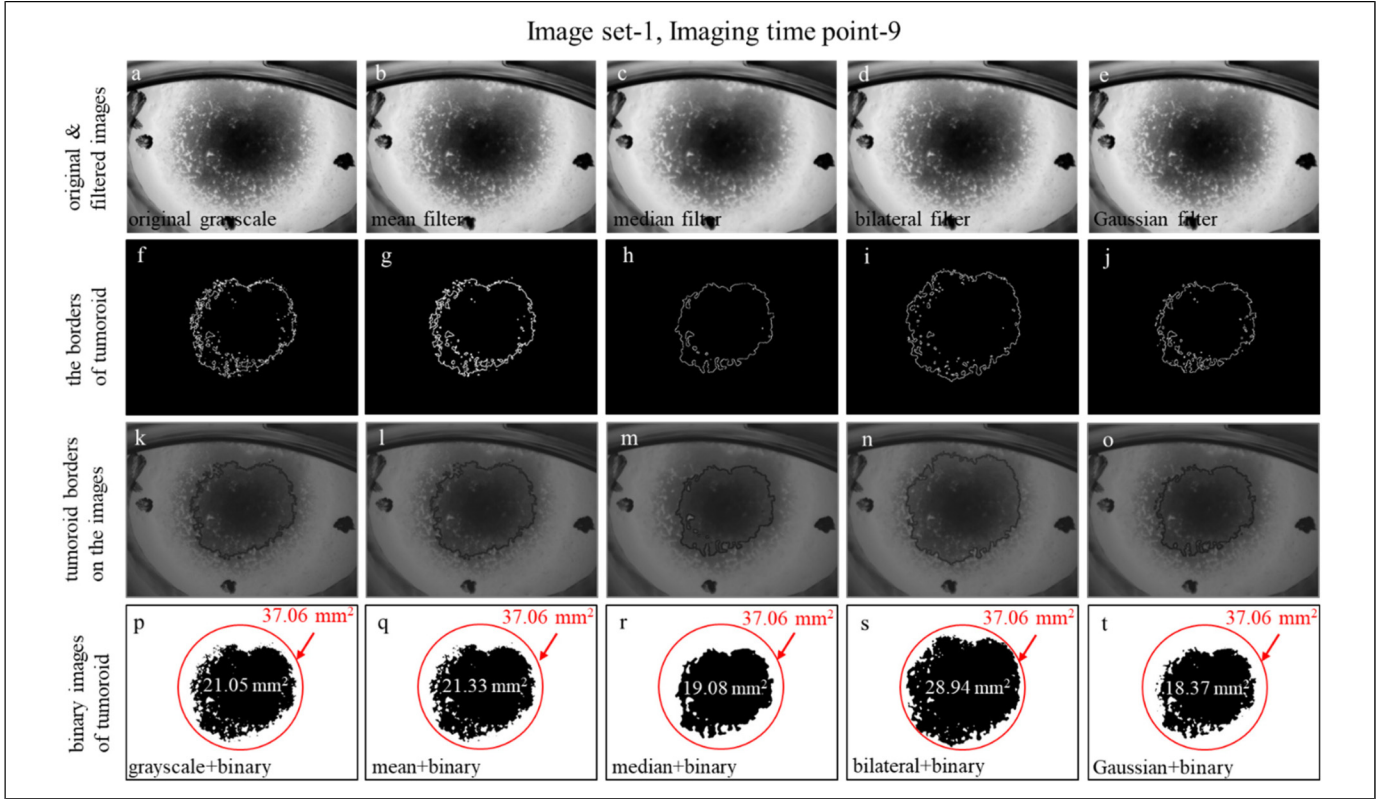 Image set-1, Imaging time point-9
original &
filtered images
a
b
c
d
e
original grayscale
mean filter
median filter
bilateral filter
Gaussian filter
the borders
of tumoroid
f
g
h
i
j
tumoroid borders
on the images
k
l
m
n
o
binary images
of tumoroid
p
37.06 mm²
21.05 mm²
grayscale+binary
q
37.06 mm²
21.33 mm²
mean+binary
r
37.06 mm²
19.08 mm²
median+binary
s
37.06 mm²
28.94 mm²
bilateral+binary
t
37.06 mm²
18.37 mm²
Gaussian+binary